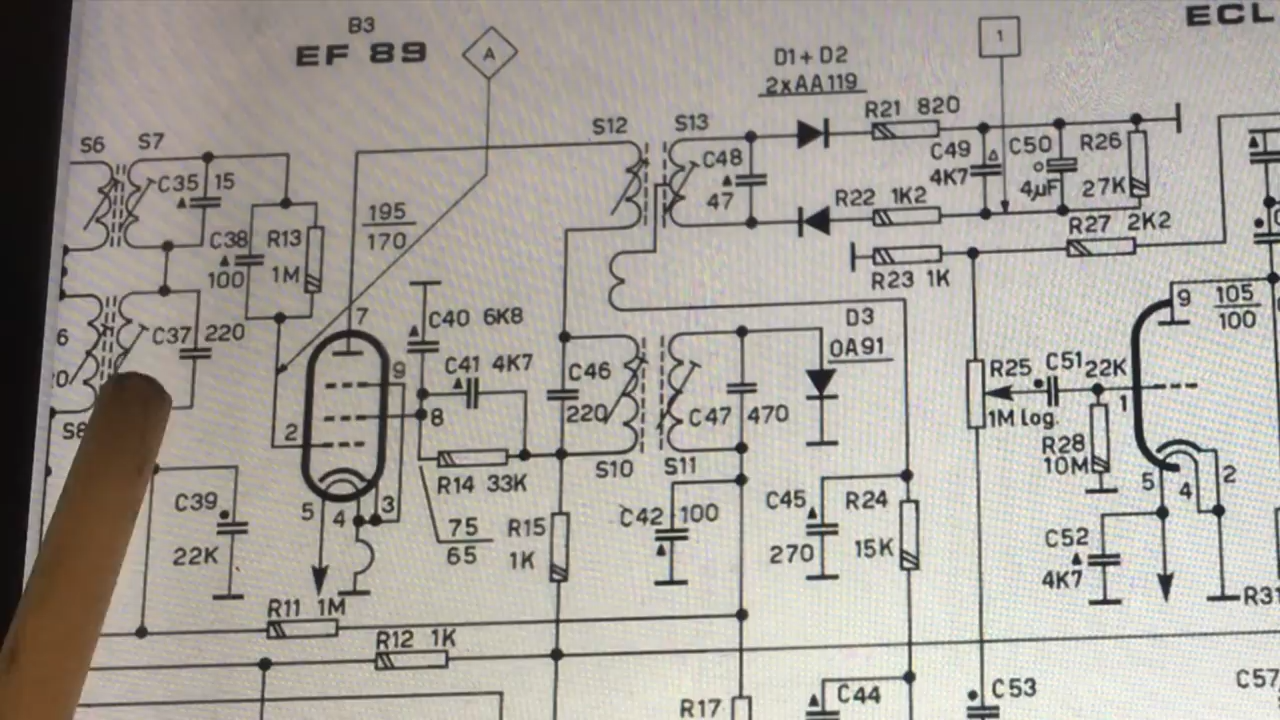 B3
EF 89
A
1
ECL
D1+D2
2xAA119
R21 820
S6
S7
S12
S13
C35 15
C48
47
C49
4K7
C50
4µF
R26
27K
R22 1K2
R27 2K2
195
170
C38
100
R13
1M
R23 1K
7
C40 6K8
D3
OA91
9
105
100
6
C37
220
C41 4K7
9
C46
220
C47
470
R25
1M log.
C51
22K
1
8
2
R28
10M
S8
R14 33K
S10
S11
C39
22K
5
4
3
75
65
R15
1K
C42
100
C45
270
R24
15K
5
4
2
C52
4K7
R11 1M
R31
R12 1K
R17
C44
C53
C57